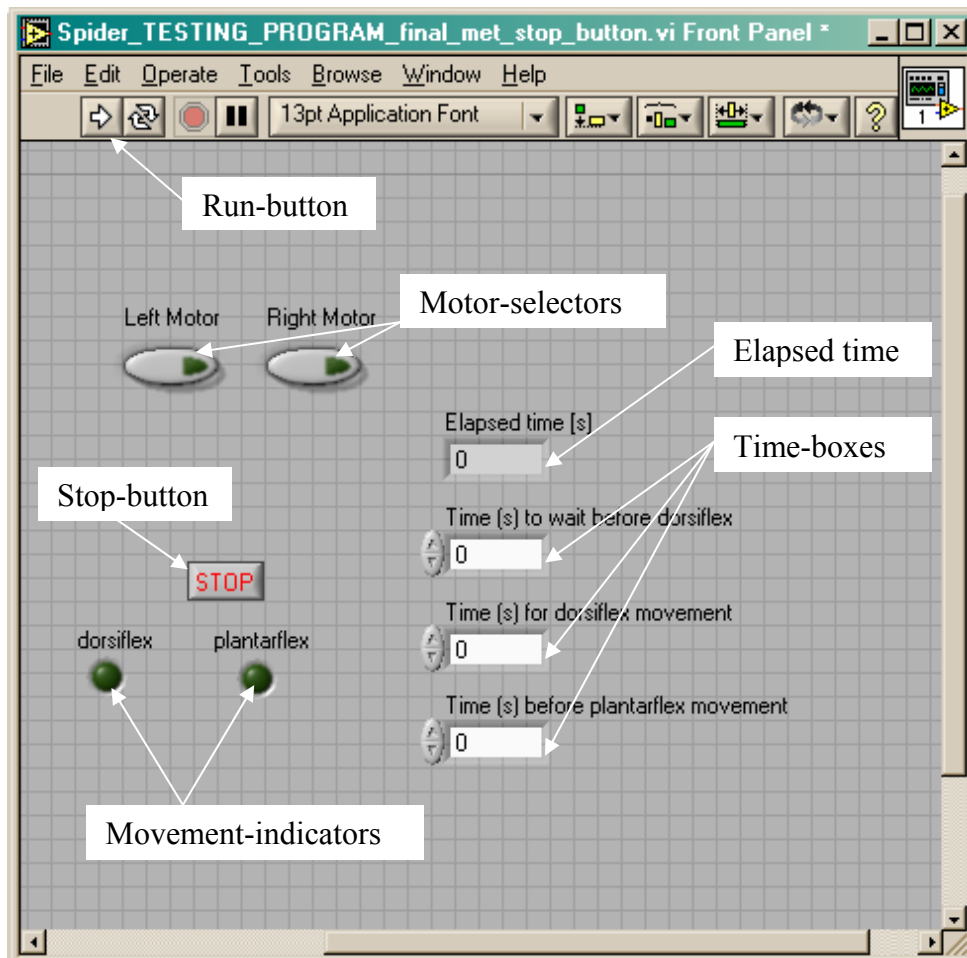 Spider_TESTING_PROGRAM_final_met_stop_button.vi Front Panel *
File Edit Operate Tools Browse Window Help
13pt Application Font
1
Run-button
Motor-selectors
Left Motor Right Motor
Elapsed time
Elapsed time [s]
0
Time-boxes
Stop-button
Time (s) to wait before dorsiflex
0
STOP
Time (s) for dorsiflex movement
0
dorsiflex plantarflex
Time (s) before plantarflex movement
0
Movement-indicators